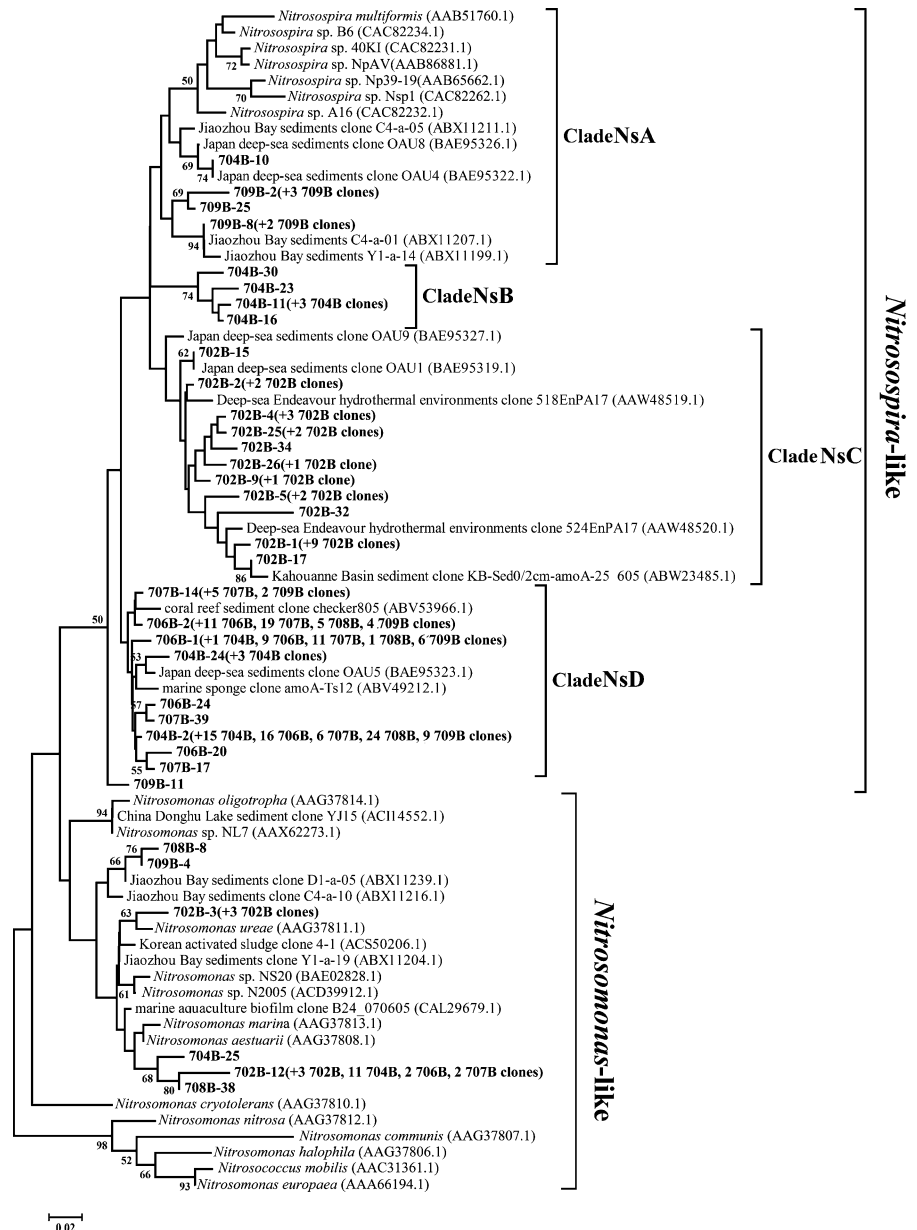 Nitrosospira multiformis (AAB51760.1)
Nitrosospira sp. B6 (CAC82234.1)
Nitrosospira sp. 40KI (CAC82231.1)
72
Nitrosospira sp. NpAV(AAB86881.1)
50
Nitrosospira sp. Np39-19(AAB65662.1)
70
Nitrosospira sp. Nsp1 (CAC82262.1)
Nitrosospira sp. A16 (CAC82232.1)
Jiaozhou Bay sediments clone C4-a-05 (ABX11211.1)
Japan deep-sea sediments clone OAU8 (BAE95326.1)
69
704B-10
74
Japan deep-sea sediments clone OAU4 (BAE95322.1)
69
709B-2(+3 709B clones)
709B-25
709B-8(+2 709B clones)
94
Jiaozhou Bay sediments C4-a-01 (ABX11207.1)
Jiaozhou Bay sediments Y1-a-14 (ABX11199.1)
CladeNsA
704B-30
74
704B-23
704B-11(+3 704B clones)
704B-16
CladeNsB
Japan deep-sea sediments clone OAU9 (BAE95327.1)
62
702B-15
Japan deep-sea sediments clone OAU1 (BAE95319.1)
702B-2(+2 702B clones)
Deep-sea Endeavour hydrothermal environments clone 518EnPA17 (AAW48519.1)
702B-4(+3 702B clones)
702B-25(+2 702B clones)
702B-34
702B-26(+1 702B clone)
702B-9(+1 702B clone)
702B-5(+2 702B clones)
702B-32
Deep-sea Endeavour hydrothermal environments clone 524EnPA17 (AAW48520.1)
702B-1(+9 702B clones)
702B-17
86
Kahouanne Basin sediment clone KB-Sed0/2cm-amoA-25 605 (ABW23485.1)
Clade NsC
707B-14(+5 707B, 2 709B clones)
coral reef sediment clone checker805 (ABV53966.1)
50
706B-2(+11 706B, 19 707B, 5 708B, 4 709B clones)
706B-1(+1 704B, 9 706B, 11 707B, 1 708B, 6 709B clones)
53
704B-24(+3 704B clones)
Japan deep-sea sediments clone OAU5 (BAE95323.1)
marine sponge clone amoA-Ts12 (ABV49212.1)
57
706B-24
707B-39
704B-2(+15 704B, 16 706B, 6 707B, 24 708B, 9 709B clones)
706B-20
55
707B-17
709B-11
CladeNsD
Nitrosospira-like
Nitrosomonas oligotropha (AAG37814.1)
94
China Donghu Lake sediment clone YJ15 (ACI14552.1)
Nitrosomonas sp. NL7 (AAX62273.1)
76
708B-8
66
709B-4
Jiaozhou Bay sediments clone D1-a-05 (ABX11239.1)
Jiaozhou Bay sediments clone C4-a-10 (ABX11216.1)
63
702B-3(+3 702B clones)
Nitrosomonas ureae (AAG37811.1)
Korean activated sludge clone 4-1 (ACS50206.1)
Jiaozhou Bay sediments clone Y1-a-19 (ABX11204.1)
Nitrosomonas sp. NS20 (BAE02828.1)
61
Nitrosomonas sp. N2005 (ACD39912.1)
marine aquaculture biofilm clone B24_070605 (CAL29679.1)
Nitrosomonas marina (AAG37813.1)
Nitrosomonas aestuarii (AAG37808.1)
704B-25
68
702B-12(+3 702B, 11 704B, 2 706B, 2 707B clones)
80
708B-38
Nitrosomonas cryotolerans (AAG37810.1)
Nitrosomonas nitrosa (AAG37812.1)
98
Nitrosomonas communis (AAG37807.1)
52
Nitrosomonas halophila (AAG37806.1)
66
Nitrosococcus mobilis (AAC31361.1)
93
Nitrosomonas europaea (AAA66194.1)
Nitrosomonas-like
0.02